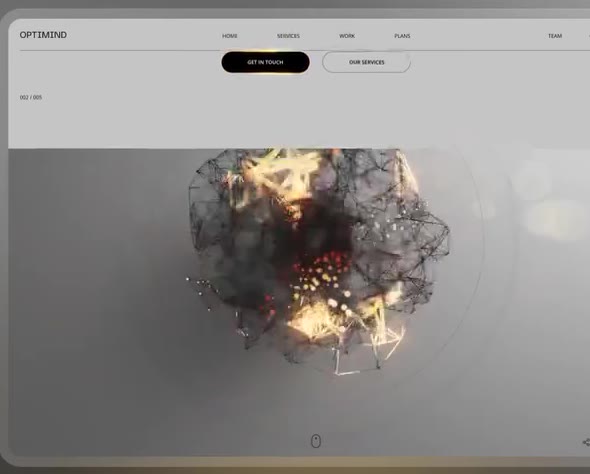 OPTIMIND
HOME SERVICES WORK PLANS TEAM
GET IN TOUCH OUR SERVICES
002 / 005